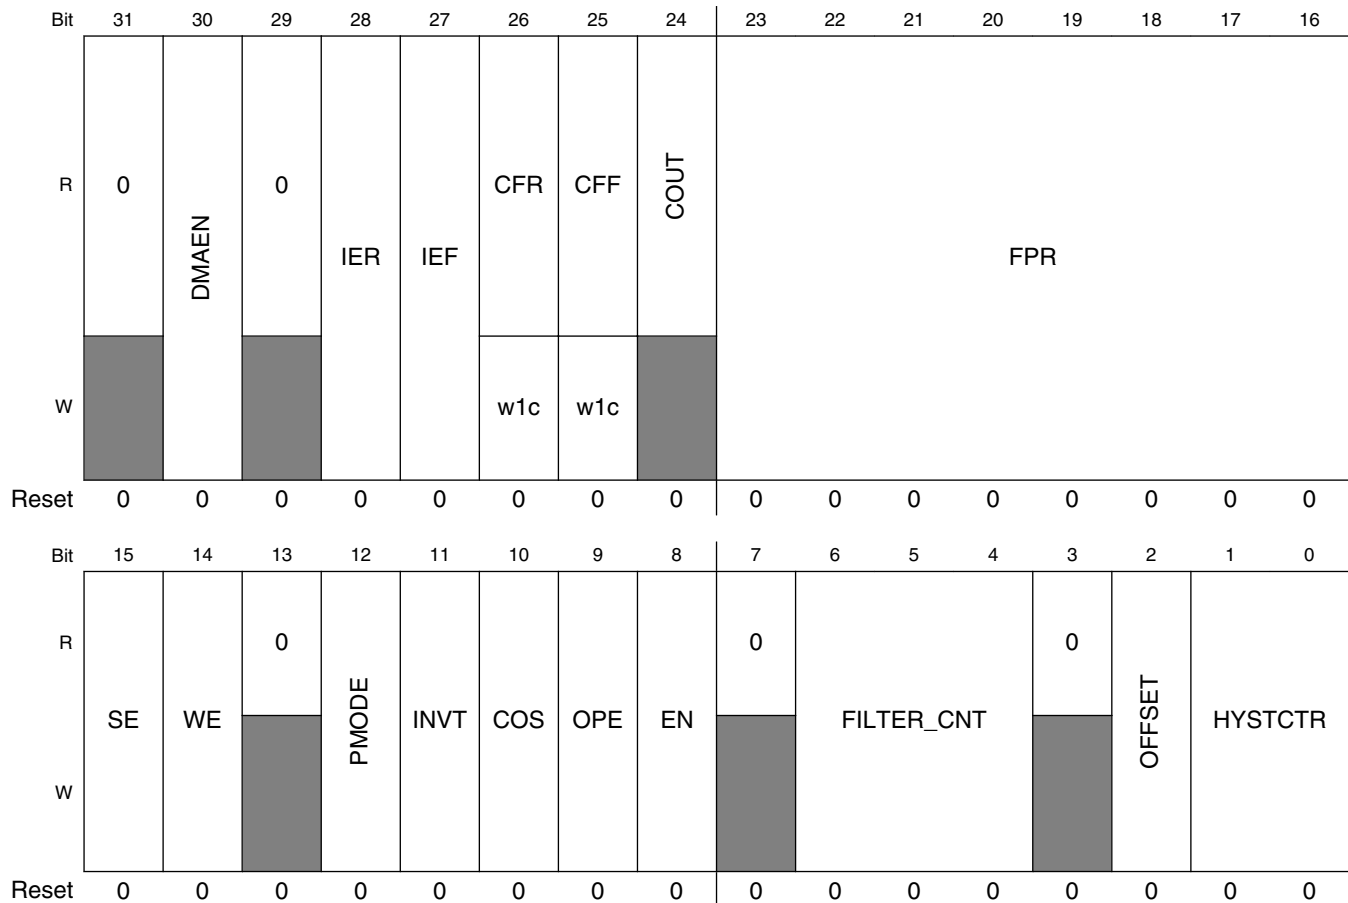 Bit 31 30 29 28 27 26 25 24 23 22 21 20 19 18 17 16
R 0 DMAEN 0 IER IEF CFR CFF COUT FPR
W w1c w1c
Reset 0 0 0 0 0 0 0 0 0 0 0 0 0 0 0 0
Bit 15 14 13 12 11 10 9 8 7 6 5 4 3 2 1 0
R 0 0 0
SE WE PMODE INVT COS OPE EN FILTER_CNT OFFSET HYSTCTR
W
Reset 0 0 0 0 0 0 0 0 0 0 0 0 0 0 0 0